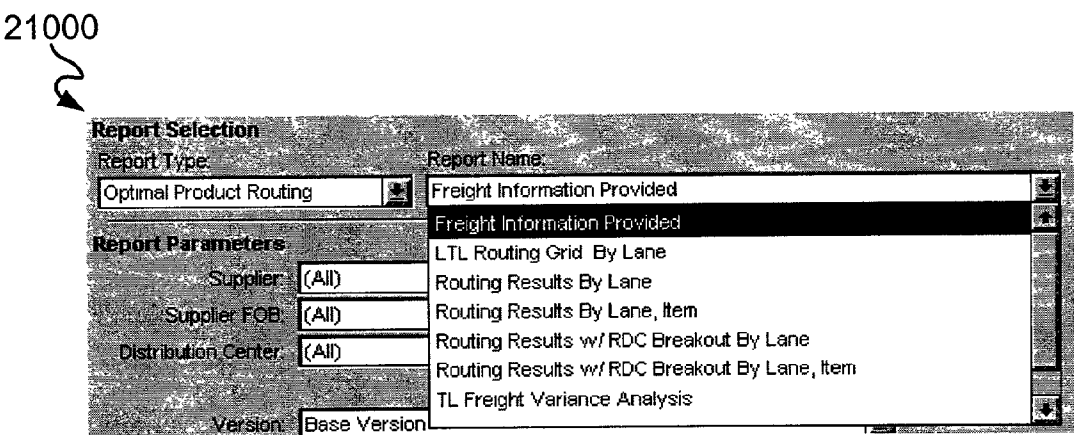 21000
Report Selection
Report Type: Report Name:
Optimal Product Routing Freight Information Provided
Freight Information Provided
LTL Routing Grid By Lane
Routing Results By Lane
Routing Results By Lane, Item
Routing Results w/ RDC Breakout By Lane
Routing Results w/ RDC Breakout By Lane, Item
TL Freight Variance Analysis
Report Parameters
Supplier: (All)
Supplier FOB: (All)
Distribution Center: (All)
Version: Base Version